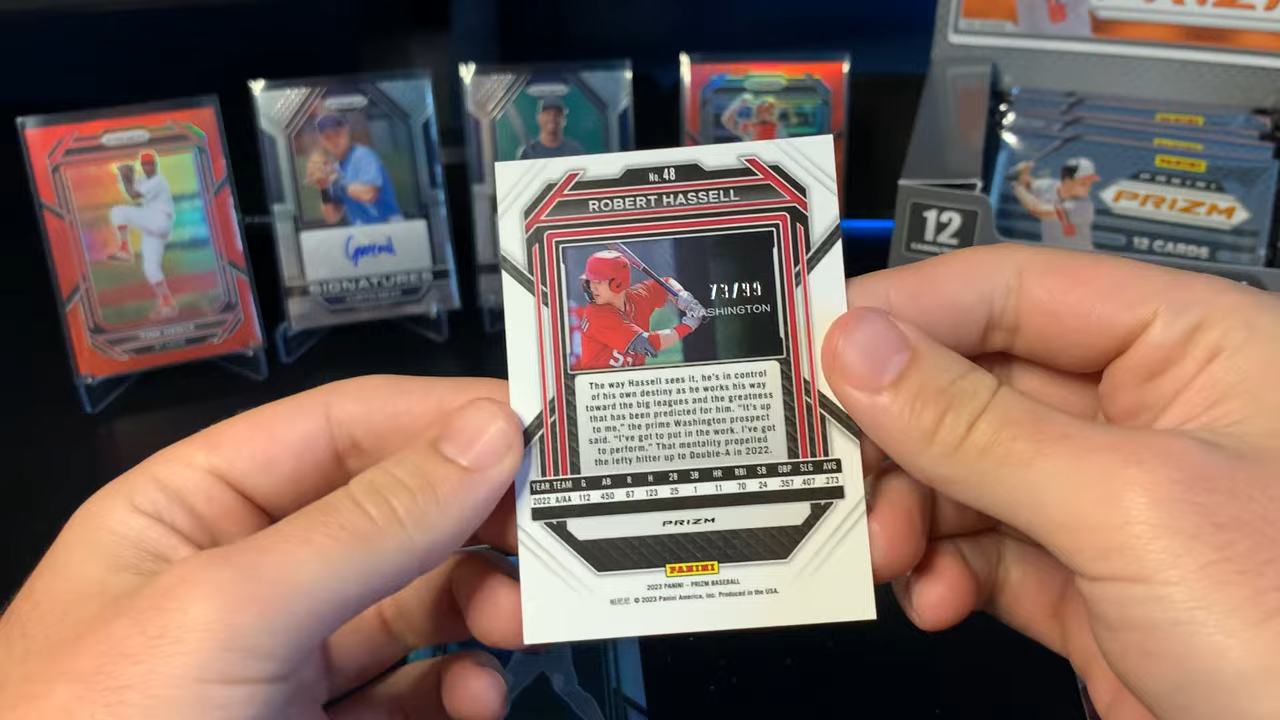 No. 48
ROBERT HASSELL
73/99
WASHINGTON
The way Hassell sees it, he's in control
of his own destiny as he works his way
toward the big leagues and the greatness
that has been predicted for him. "It's up
to me," the prime Washington prospect
said. "I've got to put in the work. I've got
to perform." That mentality propelled
the lefty hitter up to Double-A in 2022.
YEAR TEAM G AB R H 2B 3B HR RBI SB OBP SLG AVG
2022 A/AA 112 450 67 123 25 1 11 70 24 .357 .407 .273
PRIZM
PANINI
2023 PANINI - PRIZM BASEBALL
© 2023 Panini America, Inc. Produced in the USA.
SIGNATURES
12
PANINI
PANINI
PANINI
PRIZM
12 CARDS